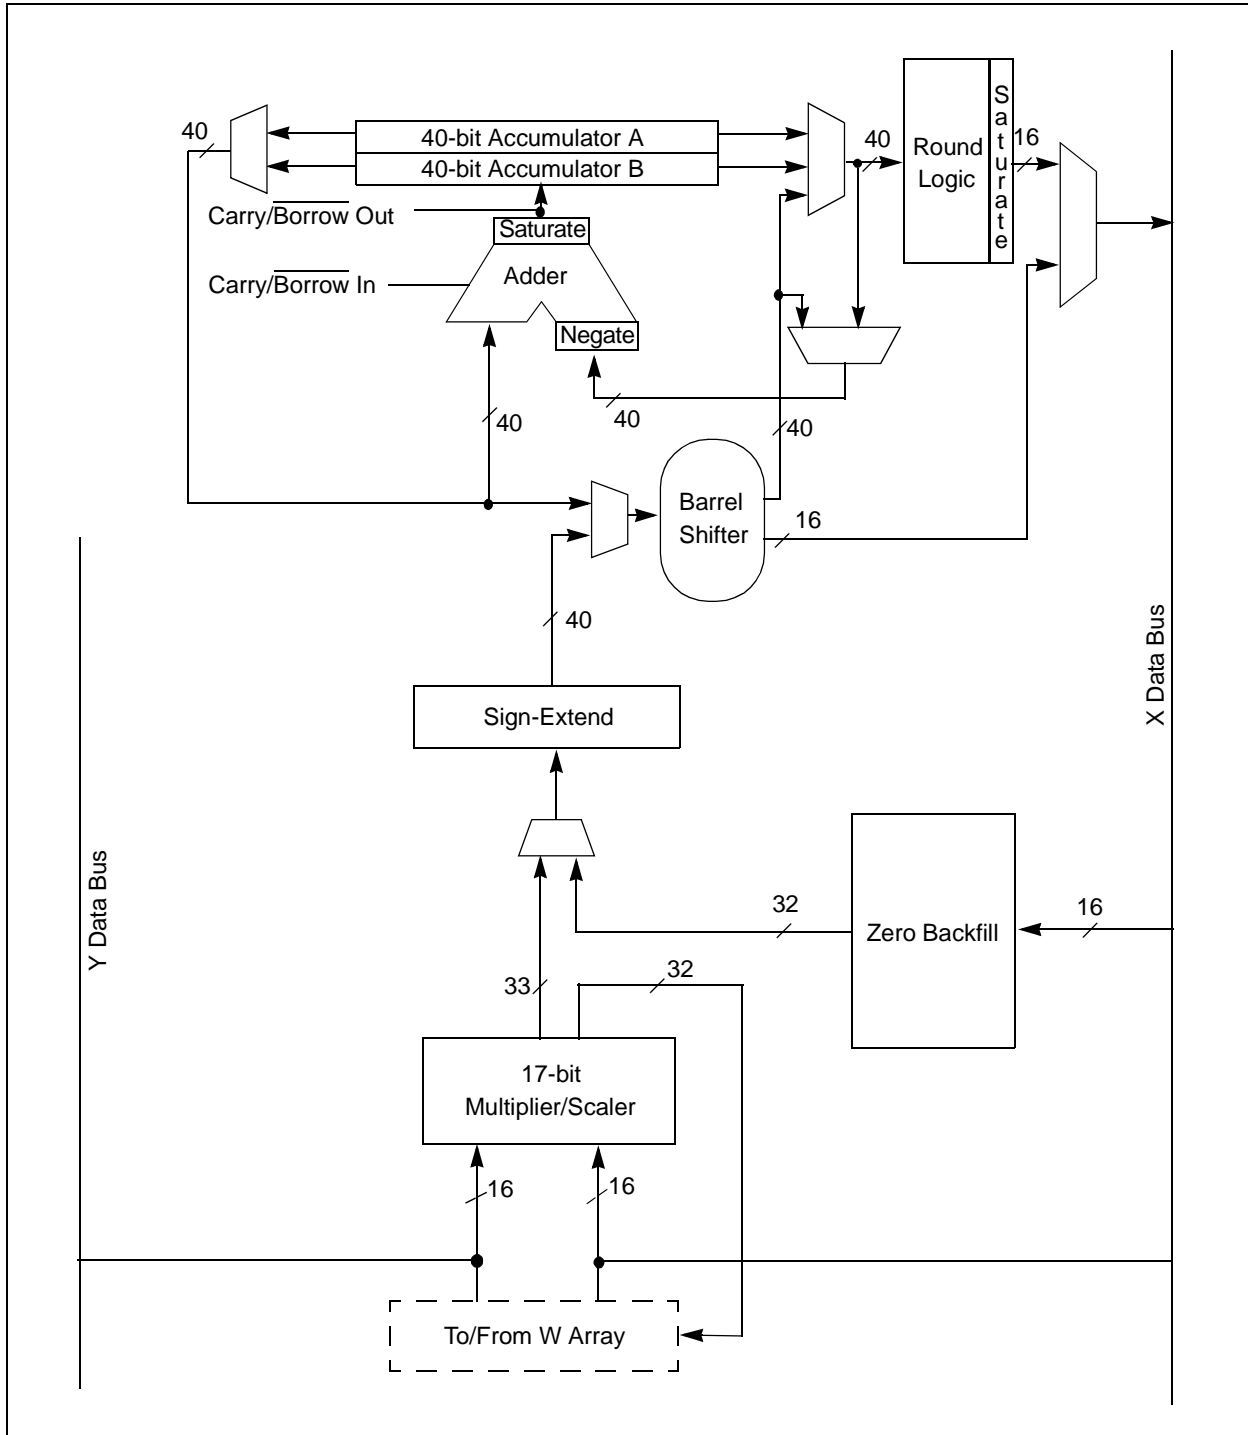 40
40-bit Accumulator A
40-bit Accumulator B
40
Round
Logic
Saturate
16
Carry/Borrow Out
Saturate
Carry/Borrow In
Adder
Negate
40
40
40
Barrel
Shifter
16
40
X Data Bus
Sign-Extend
Y Data Bus
32
Zero Backfill
16
33
32
17-bit
Multiplier/Scaler
16
16
To/From W Array